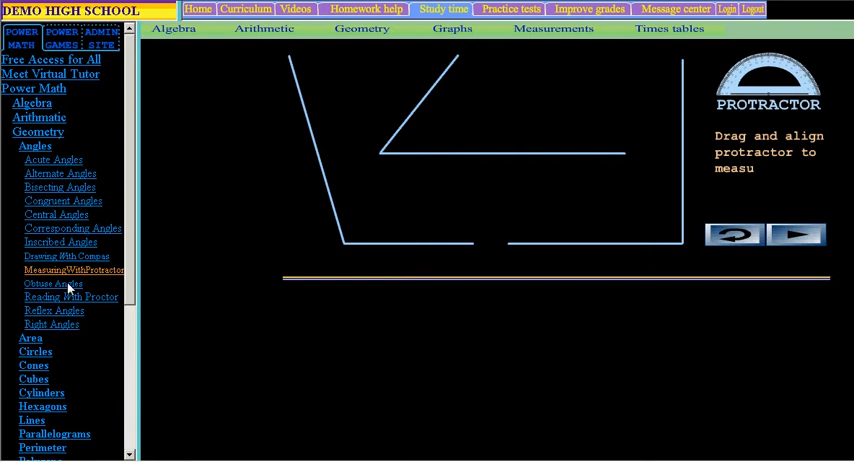 DEMO HIGH SCHOOL
Home Curriculum Videos Homework help Study time Practice tests Improve grades Message center Login Logout
POWER MATH
POWER GAMES
ADMIN SITE
Algebra Arithmetic Geometry Graphs Measurements Times tables
Free Access for All
Meet Virtual Tutor
Power Math
Algebra
Arithmatic
Geometry
Angles
Acute Angles
Alternate Angles
Bisecting Angles
Congruent Angles
Central Angles
Corresponding Angles
Inscribed Angles
Drawing With Compas
MeasuringWithProtractor
Obtuse Angles
Reading With Proctor
Reflex Angles
Right Angles
Area
Circles
Cones
Cubes
Cylinders
Hexagons
Lines
Parallelograms
Perimeter
PROTRACTOR
Drag and align
protractor to
measu